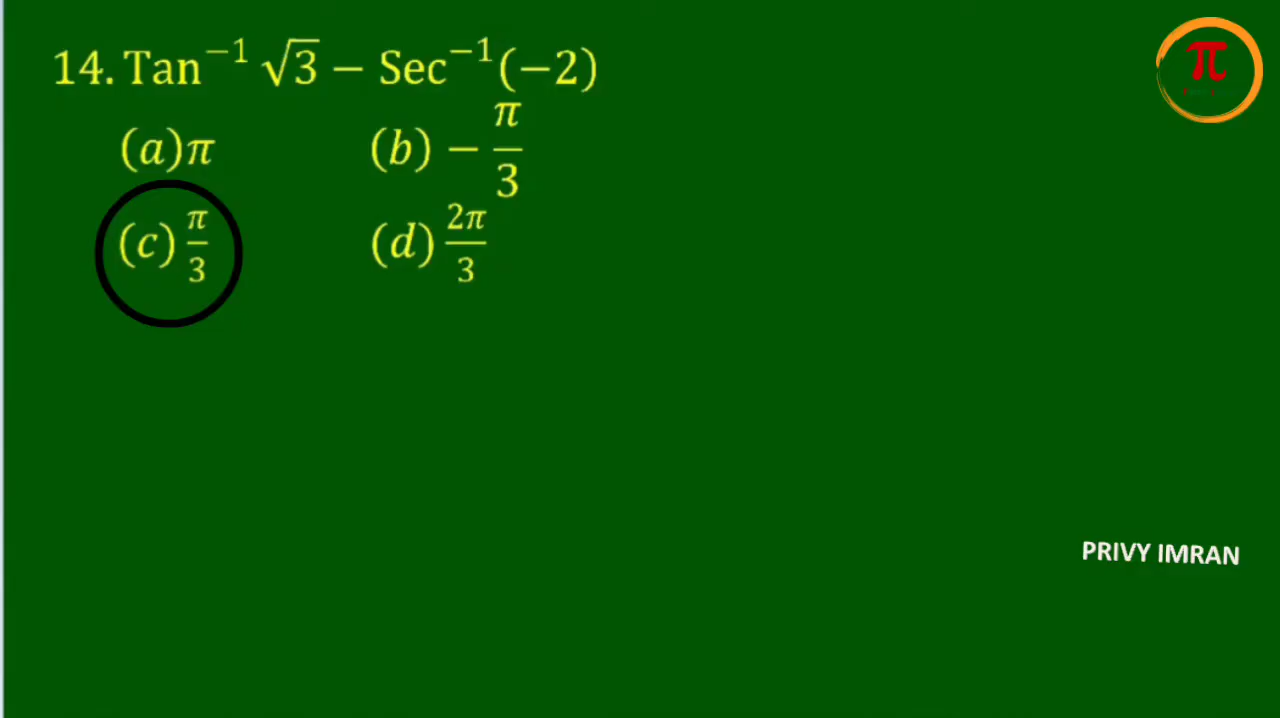 14. Tan⁻¹ √3 − Sec⁻¹(−2)
(a) π (b) − π/3
(c) π/3 (d) 2π/3
π
PRIVY IMRAN